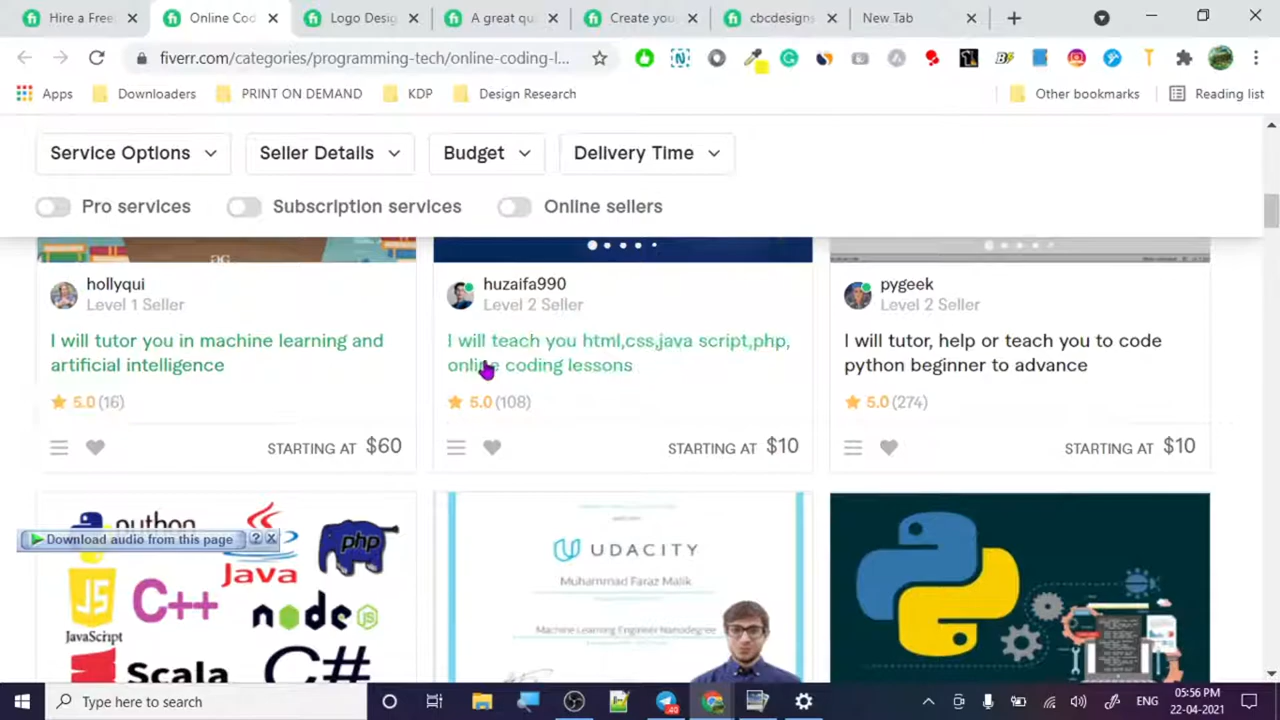 Hire a Free
Online Cod
Logo Desig
A great qu
Create you
cbcdesigns
New Tab
fiverr.com/categories/programming-tech/online-coding-l...
Apps
Downloaders
PRINT ON DEMAND
KDP
Design Research
Other bookmarks
Reading list
Service Options
Seller Details
Budget
Delivery Time
Pro services
Subscription services
Online sellers
hollyqui
Level 1 Seller
I will tutor you in machine learning and
artificial intelligence
5.0 (16)
STARTING AT $60
huzaifa990
Level 2 Seller
I will teach you html,css,java script,php,
online coding lessons
5.0 (108)
STARTING AT $10
pygeek
Level 2 Seller
I will tutor, help or teach you to code
python beginner to advance
5.0 (274)
STARTING AT $10
python
Download audio from this page
?
Java
php
JS
JavaScript
C++
node
JS
Scala
C#
UDACITY
Muhammad Faraz Malik
Machine Learning Engineer Nanodegree
Type here to search
40
ENG
05:56 PM
22-04-2021